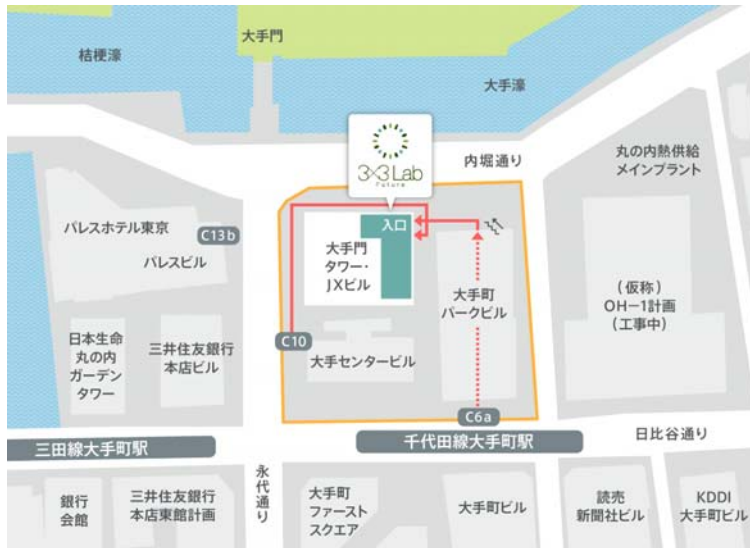 大手門
桔梗濠
大手濠
3×3 Lab
Future
内堀通り
丸の内熱供給
メインプラント
パレスホテル東京
C13b
パレスビル
入口
大手門
タワー・
JXビル
大手町
パークビル
(仮称)
OH-1計画
(工事中)
C10
日本生命
丸の内
ガーデン
タワー
三井住友銀行
本店ビル
大手センタービル
C6a
三田線大手町駅
千代田線大手町駅
日比谷通り
永代通り
銀行
会館
三井住友銀行
本店東館計画
大手町
ファースト
スクエア
大手町ビル
読売
新聞社ビル
KDDI
大手町ビル